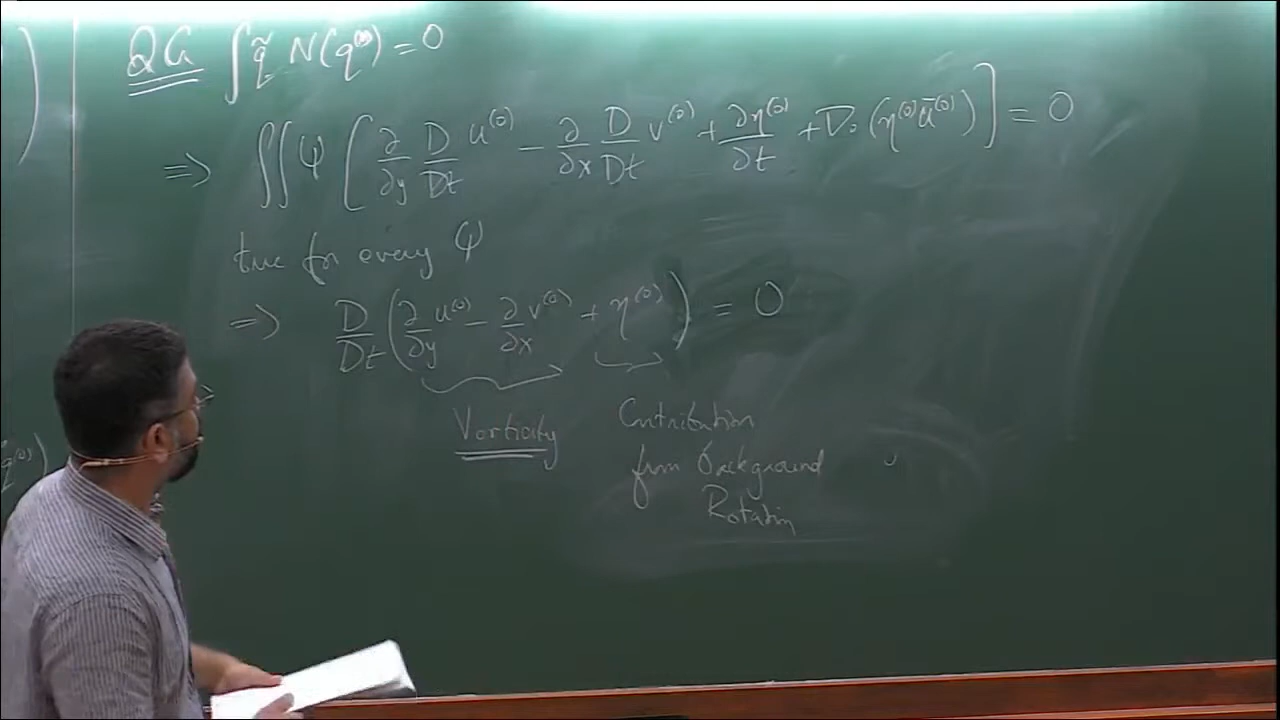 QG ∫ q̃ N(q⁽⁰⁾) = 0
⇒ ∬ φ [ ∂/∂y D/Dt u⁽⁰⁾ − ∂/∂x D/Dt v⁽⁰⁾ + ∂η⁽⁰⁾/∂t + ∇·(η⁽⁰⁾ ū⁽⁰⁾) ] = 0
true for every φ
⇒ D/Dt ( ∂/∂y u⁽⁰⁾ − ∂/∂x v⁽⁰⁾ + η⁽⁰⁾ ) = 0
Vorticity Contribution
from background
Rotation